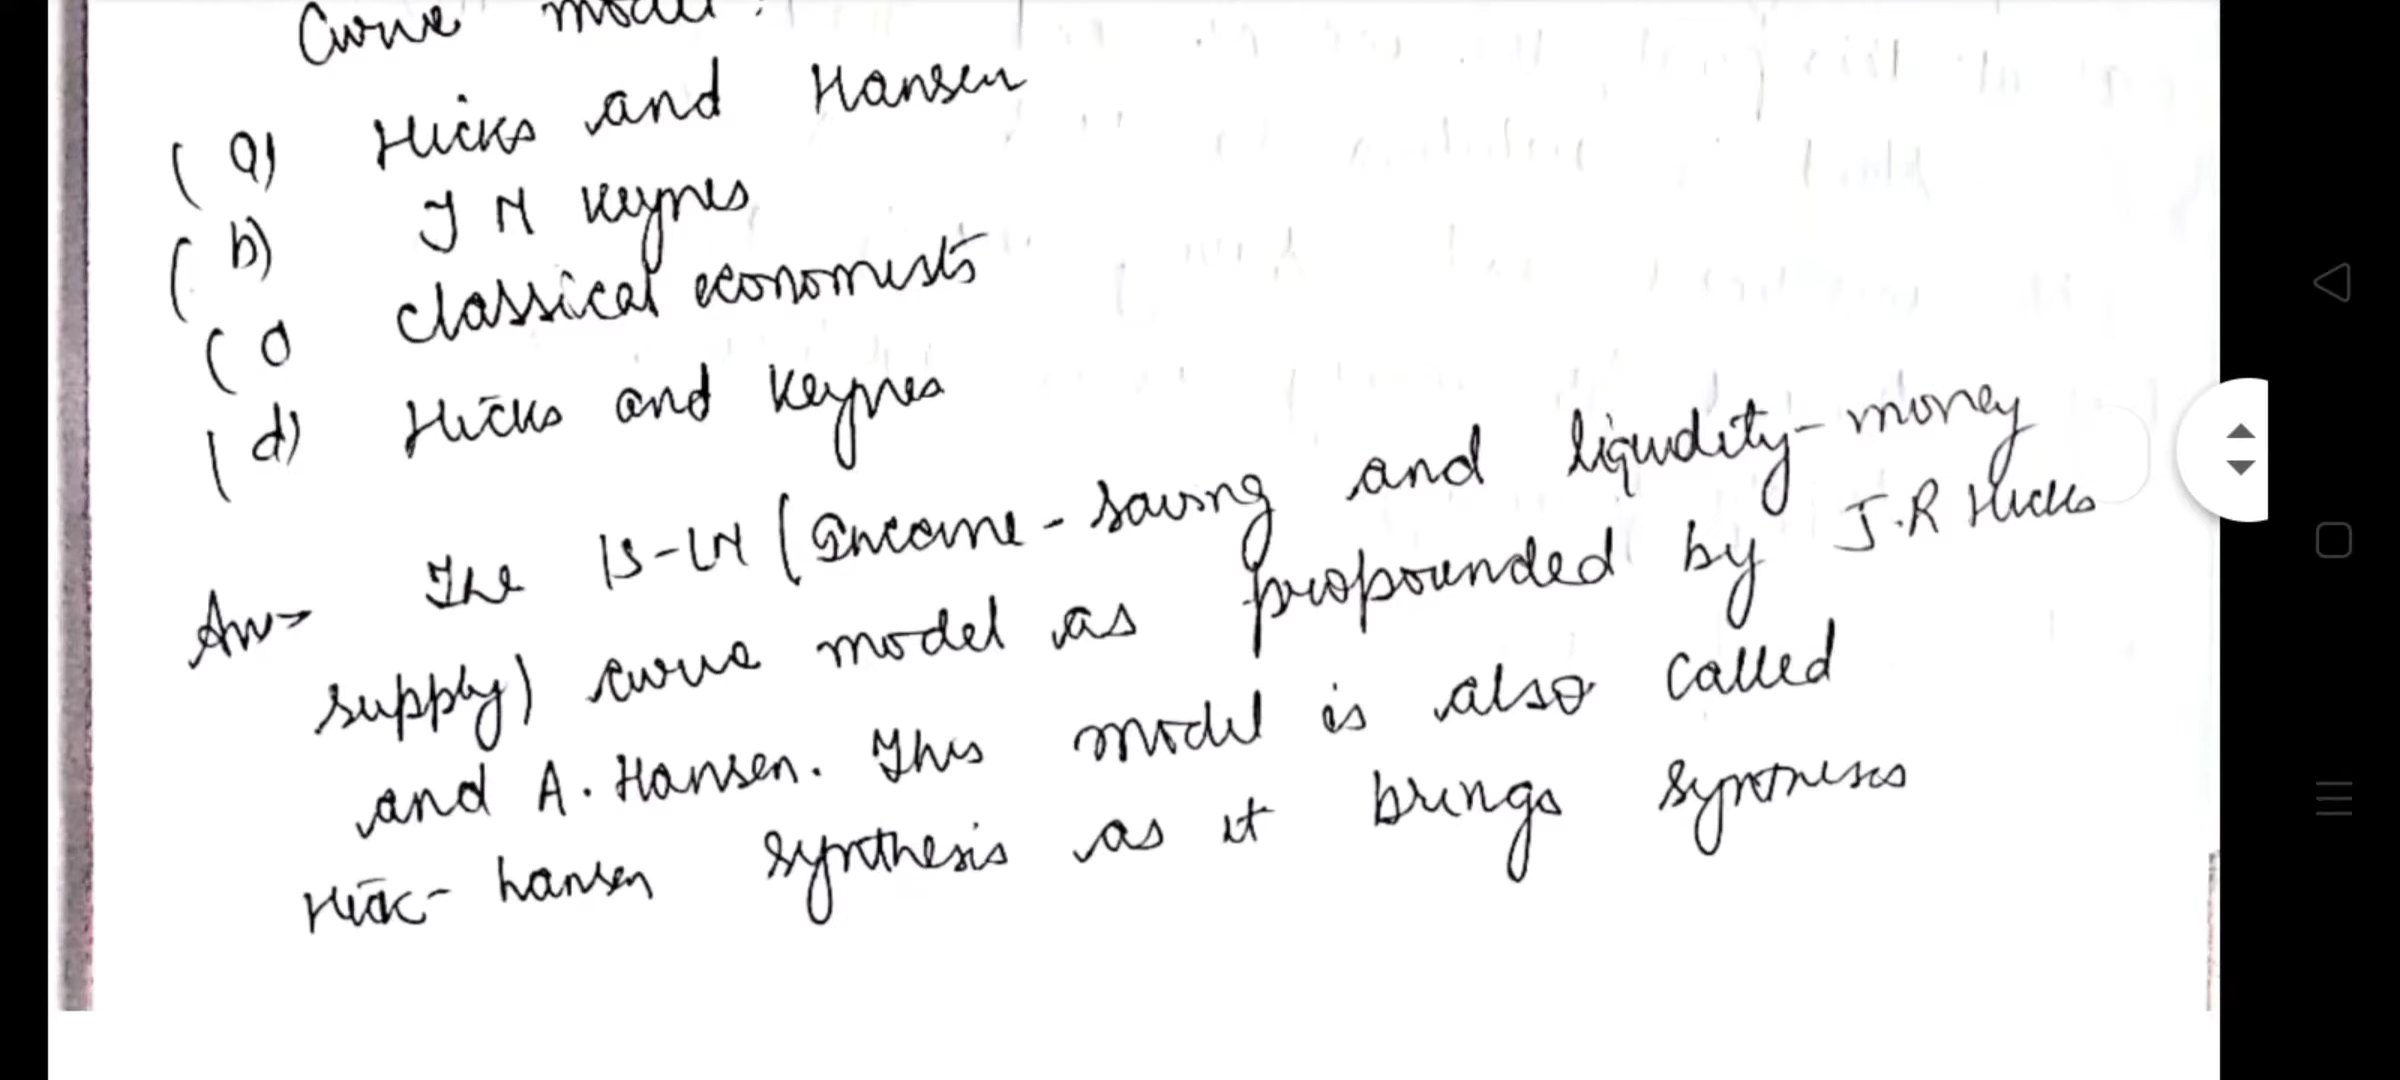 Curve model?
(a) Hicks and Hansen
(b) J M Keynes
(c classical economists
(d) Hicks and Keynes
Ans The IS-LM (Income-saving and liqudity-money
supply) curve model as propounded by J.R Hicks
and A. Hansen. This model is also called
Hick-hansen synthesis as it brings synthesis